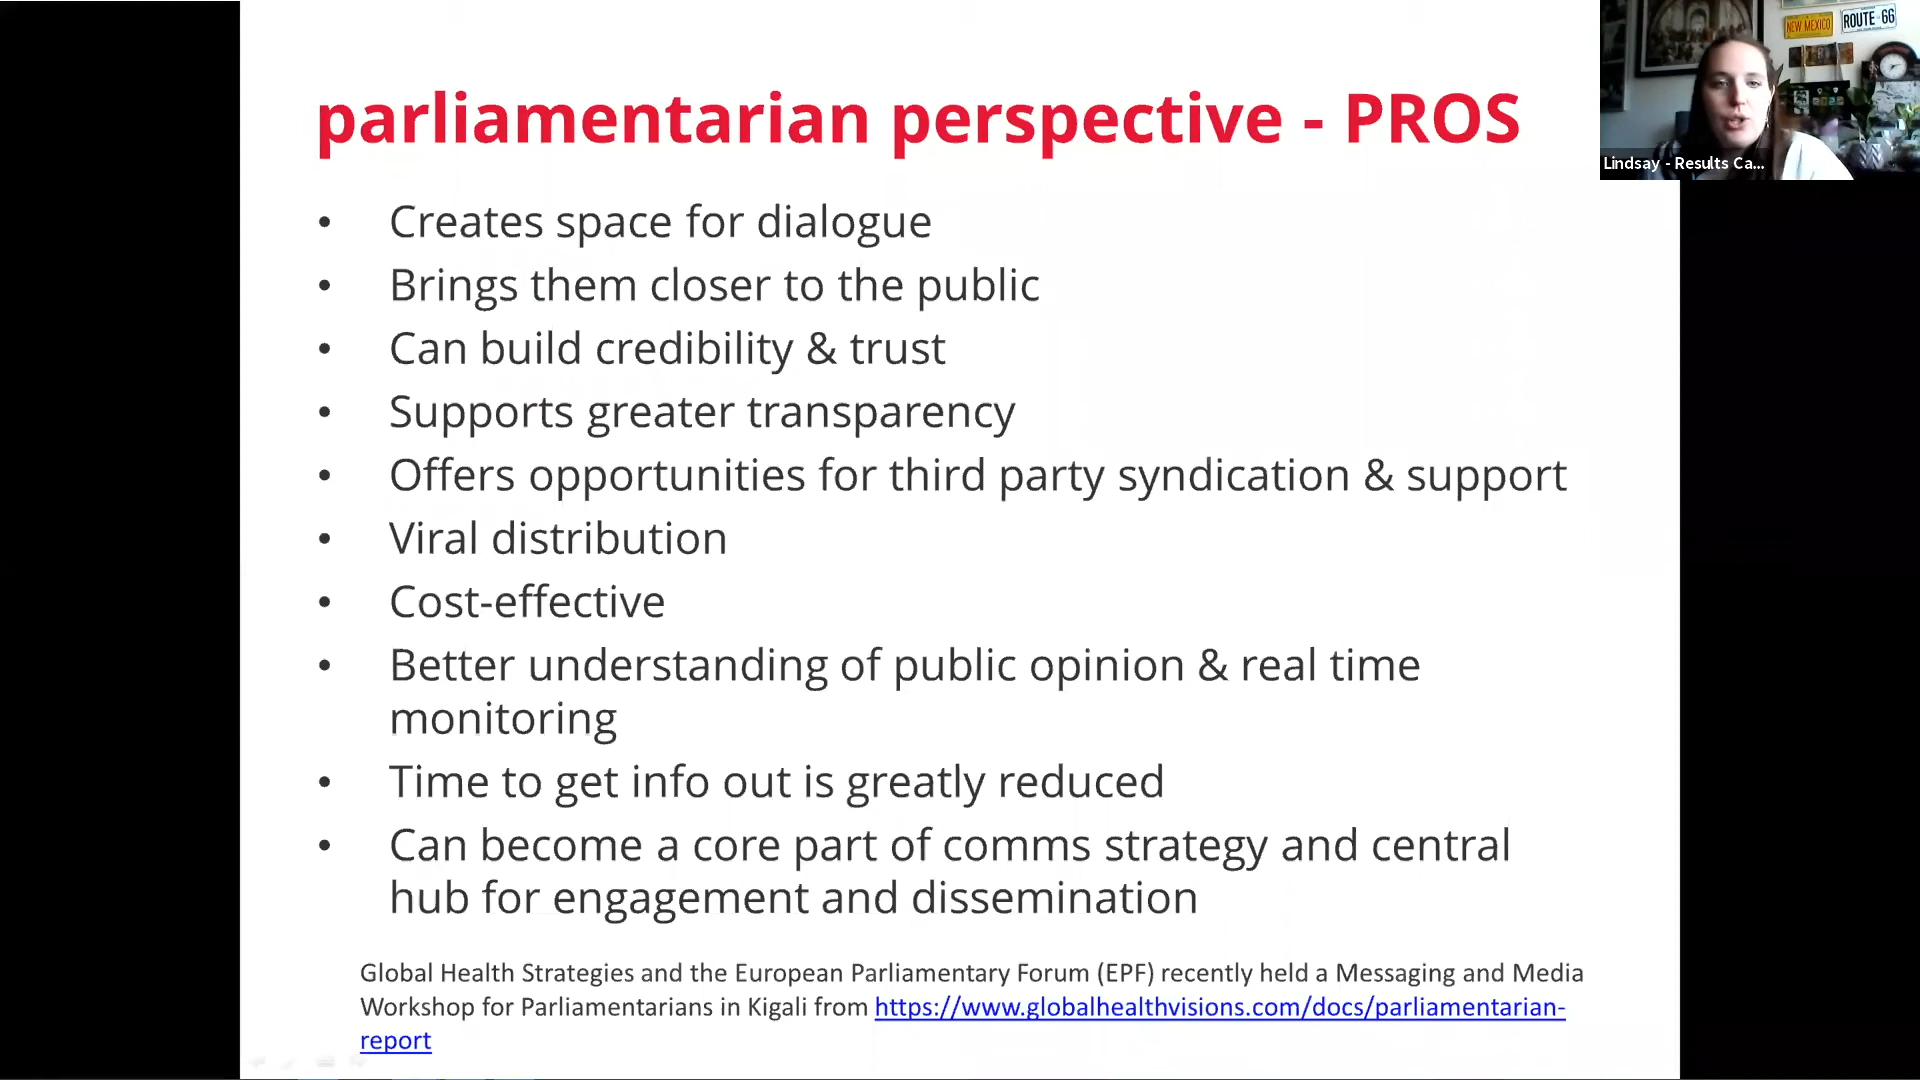 parliamentarian perspective - PROS
• Creates space for dialogue
• Brings them closer to the public
• Can build credibility & trust
• Supports greater transparency
• Offers opportunities for third party syndication & support
• Viral distribution
• Cost-effective
• Better understanding of public opinion & real time
monitoring
• Time to get info out is greatly reduced
• Can become a core part of comms strategy and central
hub for engagement and dissemination
Global Health Strategies and the European Parliamentary Forum (EPF) recently held a Messaging and Media
Workshop for Parliamentarians in Kigali from https://www.globalhealthvisions.com/docs/parliamentarian-
report
NEW MEXICO
ROUTE 66
Lindsay - Results Ca...